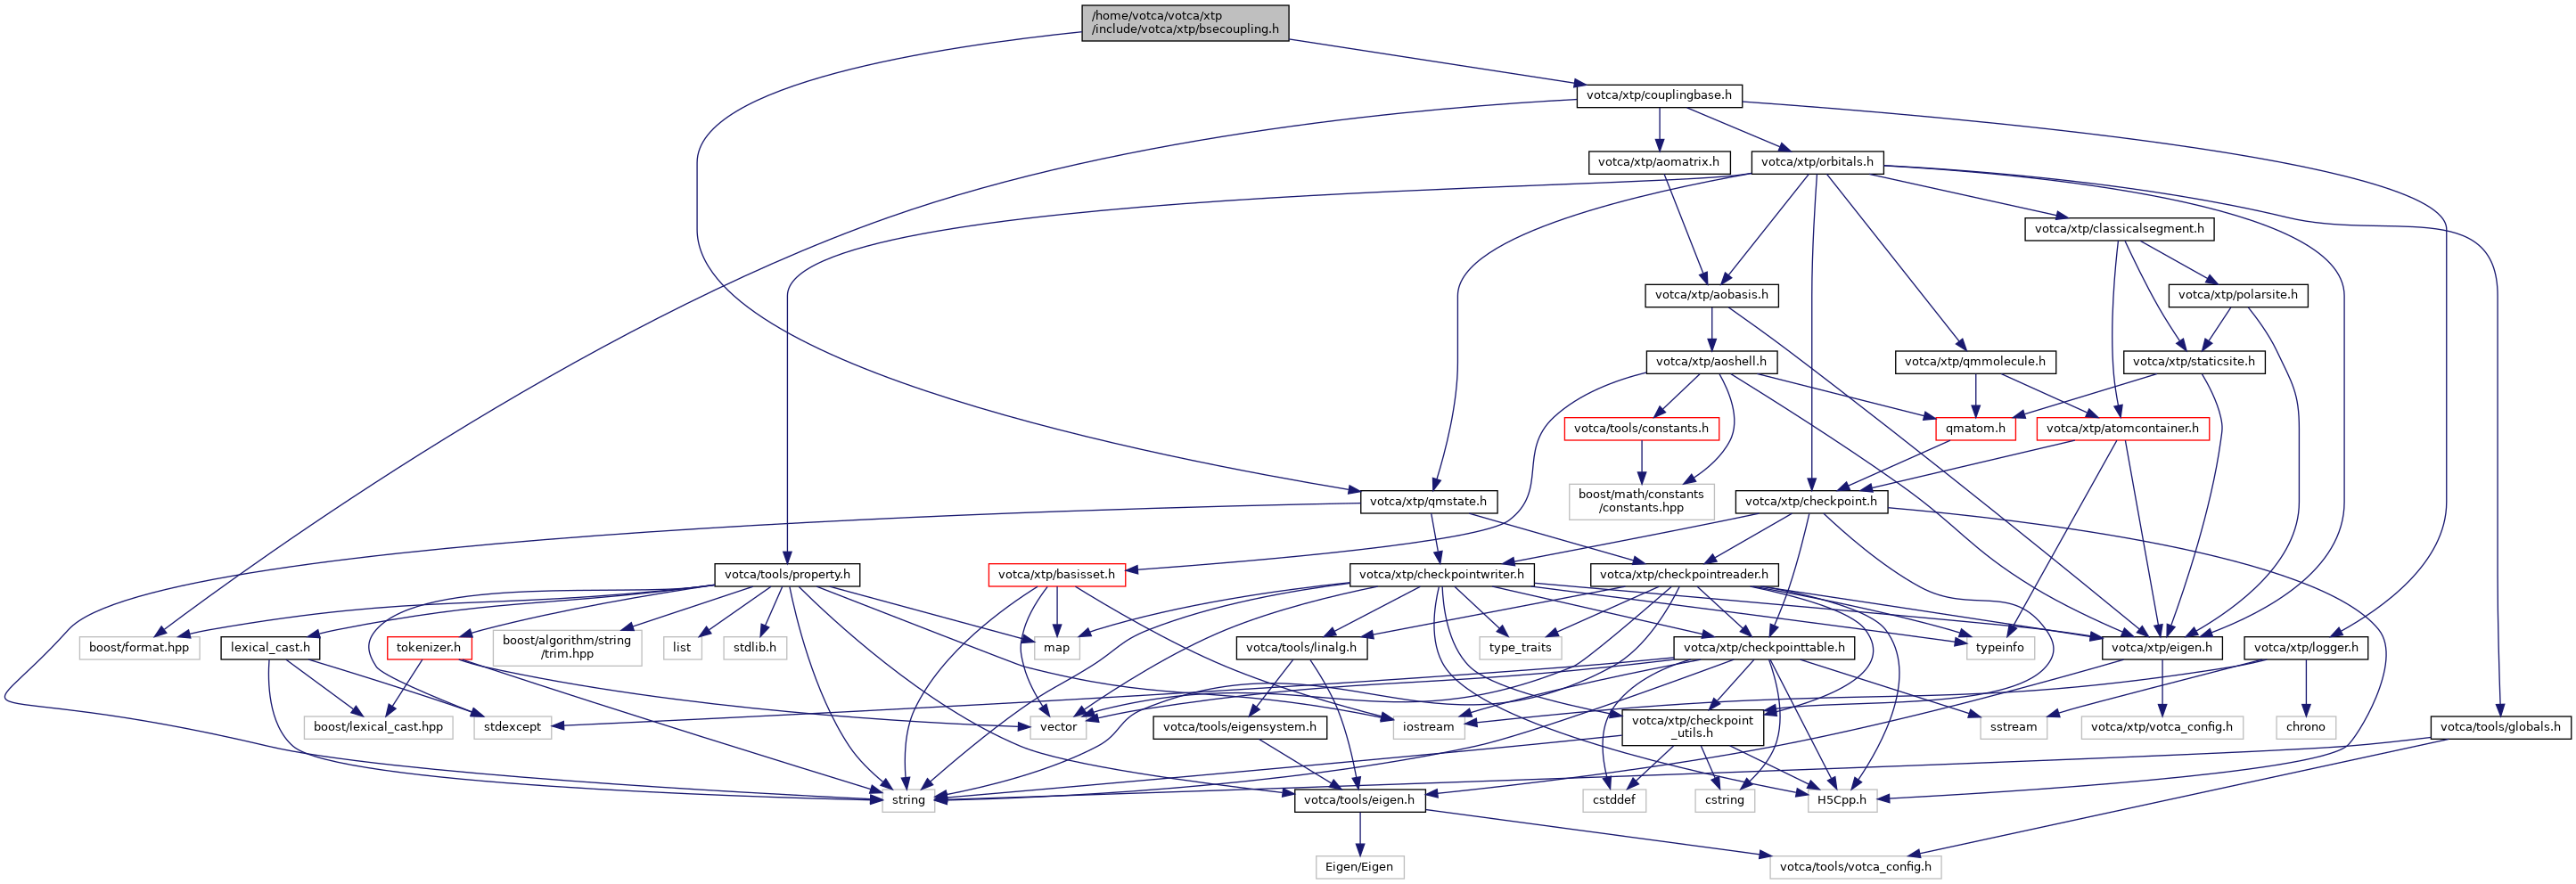 /home/votca/votca/xtp
/include/votca/xtp/bsecoupling.h
votca/xtp/couplingbase.h
votca/xtp/aomatrix.h
votca/xtp/orbitals.h
votca/xtp/classicalsegment.h
votca/xtp/aobasis.h
votca/xtp/polarsite.h
votca/xtp/aoshell.h
votca/xtp/qmmolecule.h
votca/xtp/staticsite.h
votca/tools/constants.h
qmatom.h
votca/xtp/atomcontainer.h
votca/xtp/qmstate.h
boost/math/constants
/constants.hpp
votca/xtp/checkpoint.h
votca/tools/property.h
votca/xtp/basisset.h
votca/xtp/checkpointwriter.h
votca/xtp/checkpointreader.h
boost/format.hpp
lexical_cast.h
tokenizer.h
boost/algorithm/string
/trim.hpp
list
stdlib.h
map
votca/tools/linalg.h
type_traits
votca/xtp/checkpointtable.h
typeinfo
votca/xtp/eigen.h
votca/xtp/logger.h
boost/lexical_cast.hpp
stdexcept
vector
votca/tools/eigensystem.h
iostream
votca/xtp/checkpoint
_utils.h
sstream
votca/xtp/votca_config.h
chrono
votca/tools/globals.h
string
votca/tools/eigen.h
cstddef
cstring
H5Cpp.h
Eigen/Eigen
votca/tools/votca_config.h